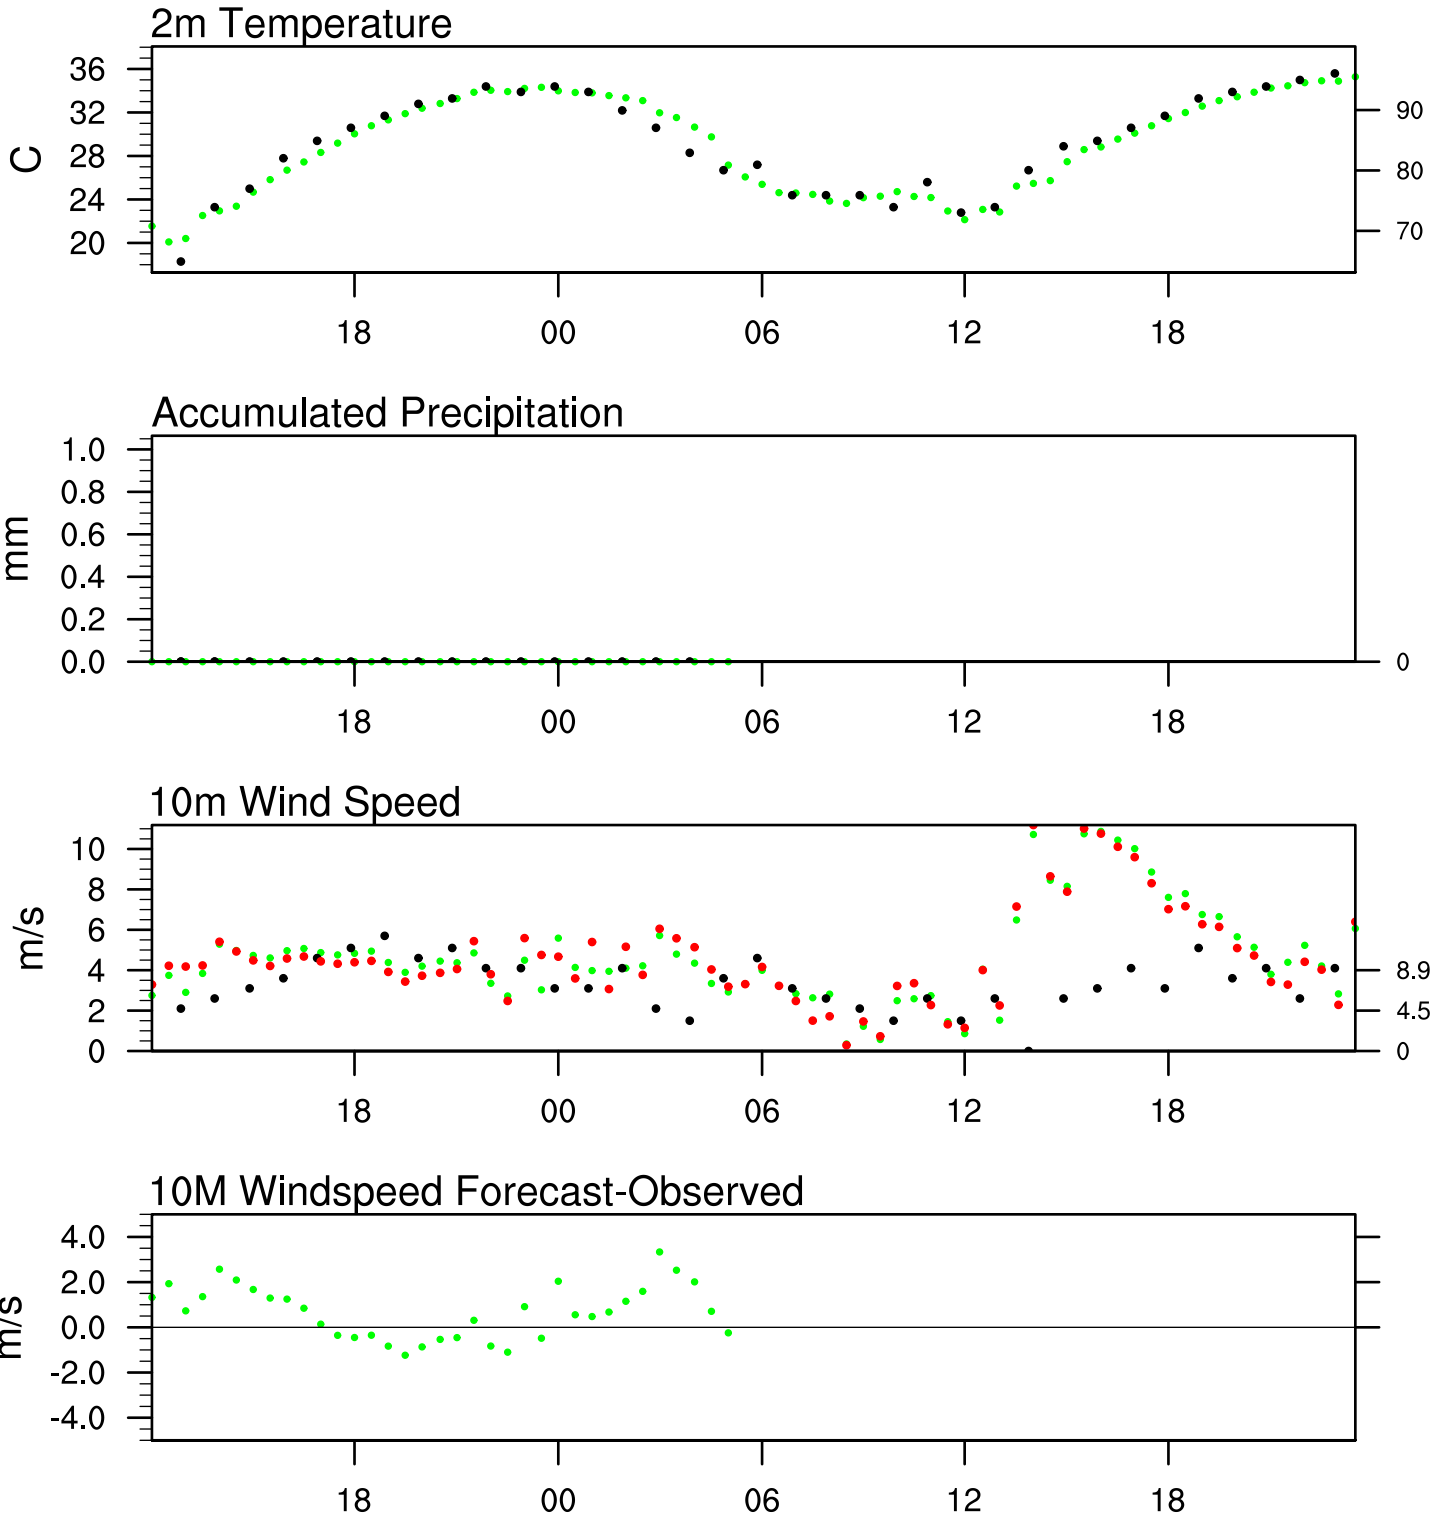 2m Temperature
36
32
28
24
20
C
90
80
70
18 00 06 12 18
Accumulated Precipitation
1.0
0.8
0.6
0.4
0.2
0.0
mm
0
18 00 06 12 18
10m Wind Speed
10
8
6
4
2
0
m/s
8.9
4.5
0
18 00 06 12 18
10M Windspeed Forecast-Observed
4.0
2.0
0.0
-2.0
-4.0
m/s
18 00 06 12 18